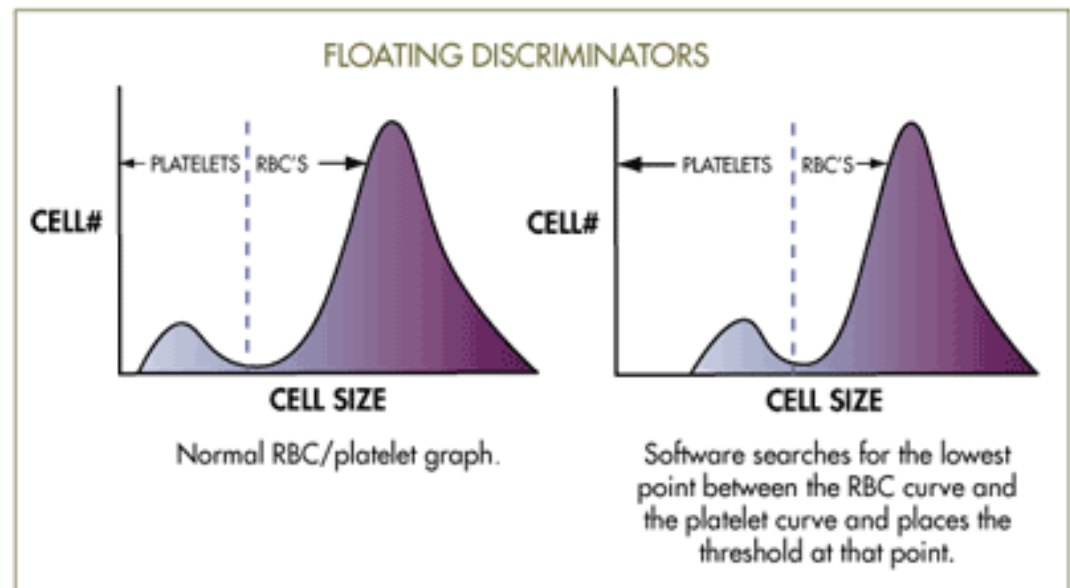 FLOATING DISCRIMINATORS
PLATELETS RBC'S
CELL#
CELL SIZE
Normal RBC/platelet graph.
PLATELETS RBC'S
CELL#
CELL SIZE
Software searches for the lowest
point between the RBC curve and
the platelet curve and places the
threshold at that point.